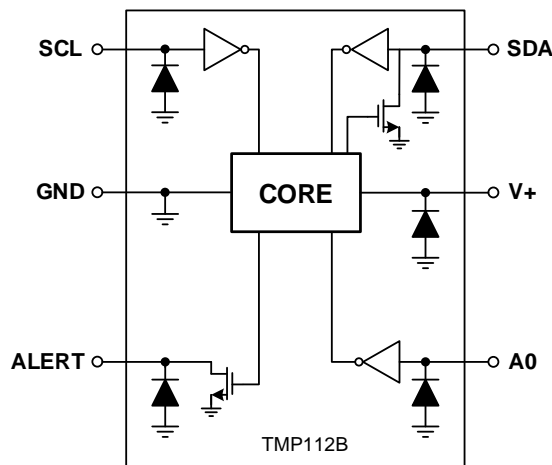 SCL
SDA
GND
CORE
V+
ALERT
A0
TMP112B